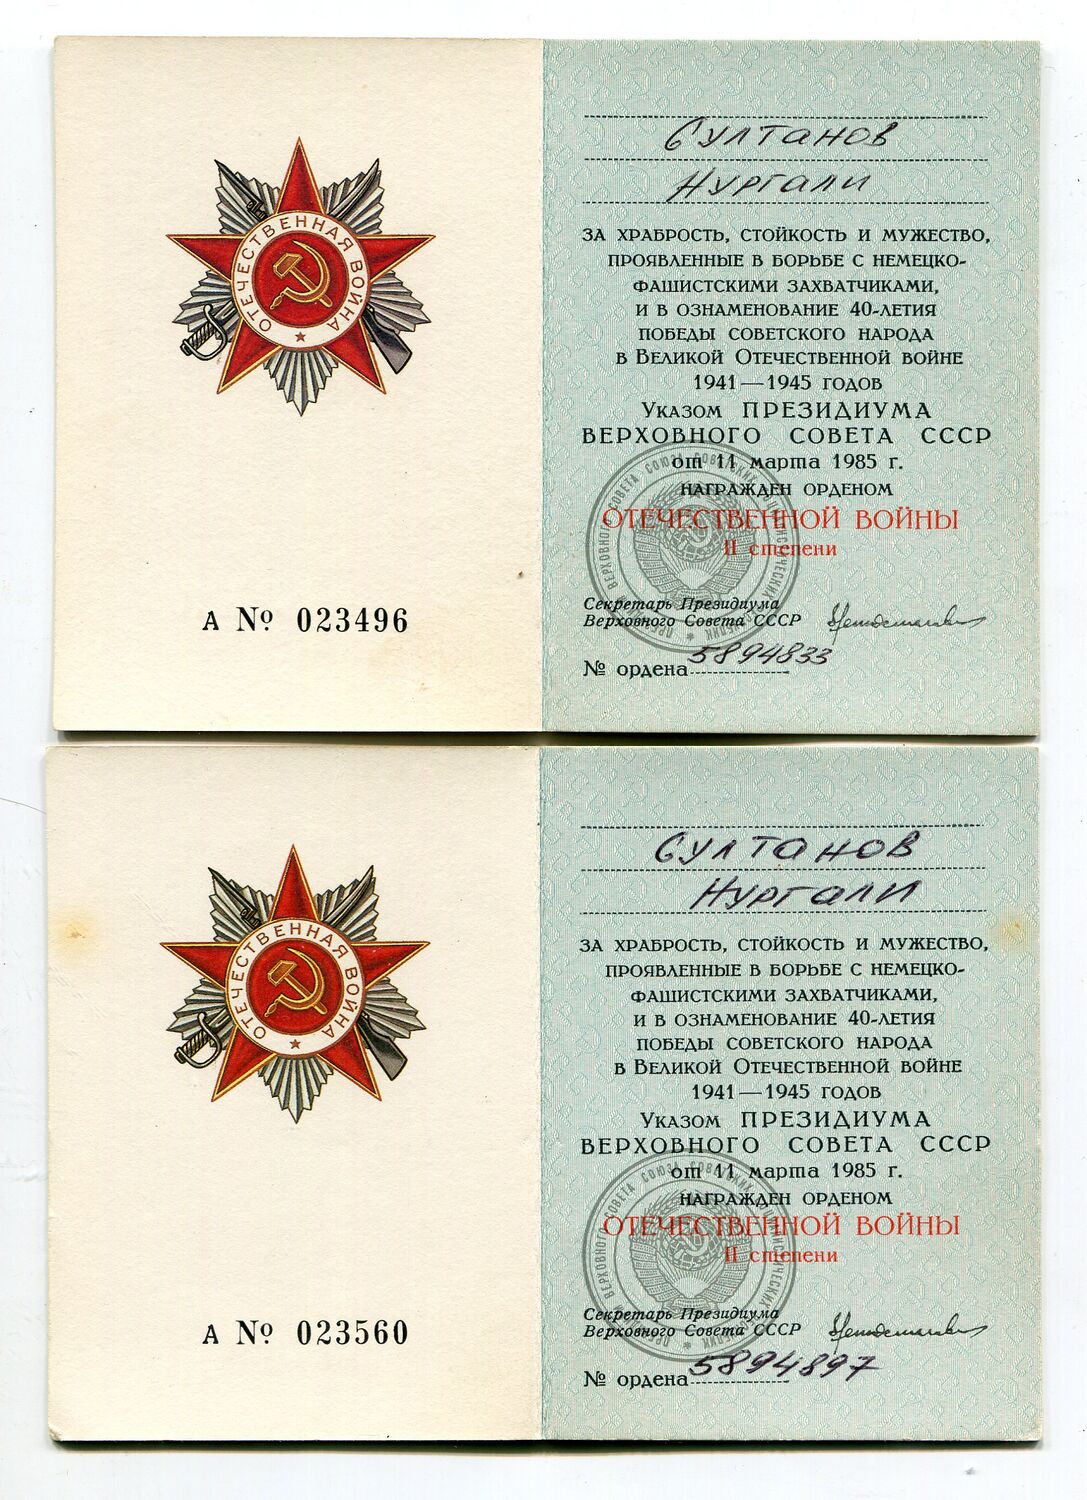 ОТЕЧЕСТВЕННАЯ ВОЙНА
А № 023496
Султанов
Нургали
ЗА ХРАБРОСТЬ, СТОЙКОСТЬ И МУЖЕСТВО,
ПРОЯВЛЕННЫЕ В БОРЬБЕ С НЕМЕЦКО-
ФАШИСТСКИМИ ЗАХВАТЧИКАМИ,
И В ОЗНАМЕНОВАНИЕ 40-ЛЕТИЯ
ПОБЕДЫ СОВЕТСКОГО НАРОДА
В ВЕЛИКОЙ ОТЕЧЕСТВЕННОЙ ВОЙНЕ
1941—1945 ГОДОВ
УКАЗОМ ПРЕЗИДИУМА
ВЕРХОВНОГО СОВЕТА СССР
от 11 марта 1985 г.
НАГРАЖДЕН ОРДЕНОМ
ОТЕЧЕСТВЕННОЙ ВОЙНЫ
II степени
Секретарь Президиума
Верховного Совета СССР
№ ордена 5894833
ОТЕЧЕСТВЕННАЯ ВОЙНА
А № 023560
Султанов
Нургали
ЗА ХРАБРОСТЬ, СТОЙКОСТЬ И МУЖЕСТВО,
ПРОЯВЛЕННЫЕ В БОРЬБЕ С НЕМЕЦКО-
ФАШИСТСКИМИ ЗАХВАТЧИКАМИ,
И В ОЗНАМЕНОВАНИЕ 40-ЛЕТИЯ
ПОБЕДЫ СОВЕТСКОГО НАРОДА
В ВЕЛИКОЙ ОТЕЧЕСТВЕННОЙ ВОЙНЕ
1941—1945 ГОДОВ
УКАЗОМ ПРЕЗИДИУМА
ВЕРХОВНОГО СОВЕТА СССР
от 11 марта 1985 г.
НАГРАЖДЕН ОРДЕНОМ
ОТЕЧЕСТВЕННОЙ ВОЙНЫ
II степени
Секретарь Президиума
Верховного Совета СССР
№ ордена 5894897